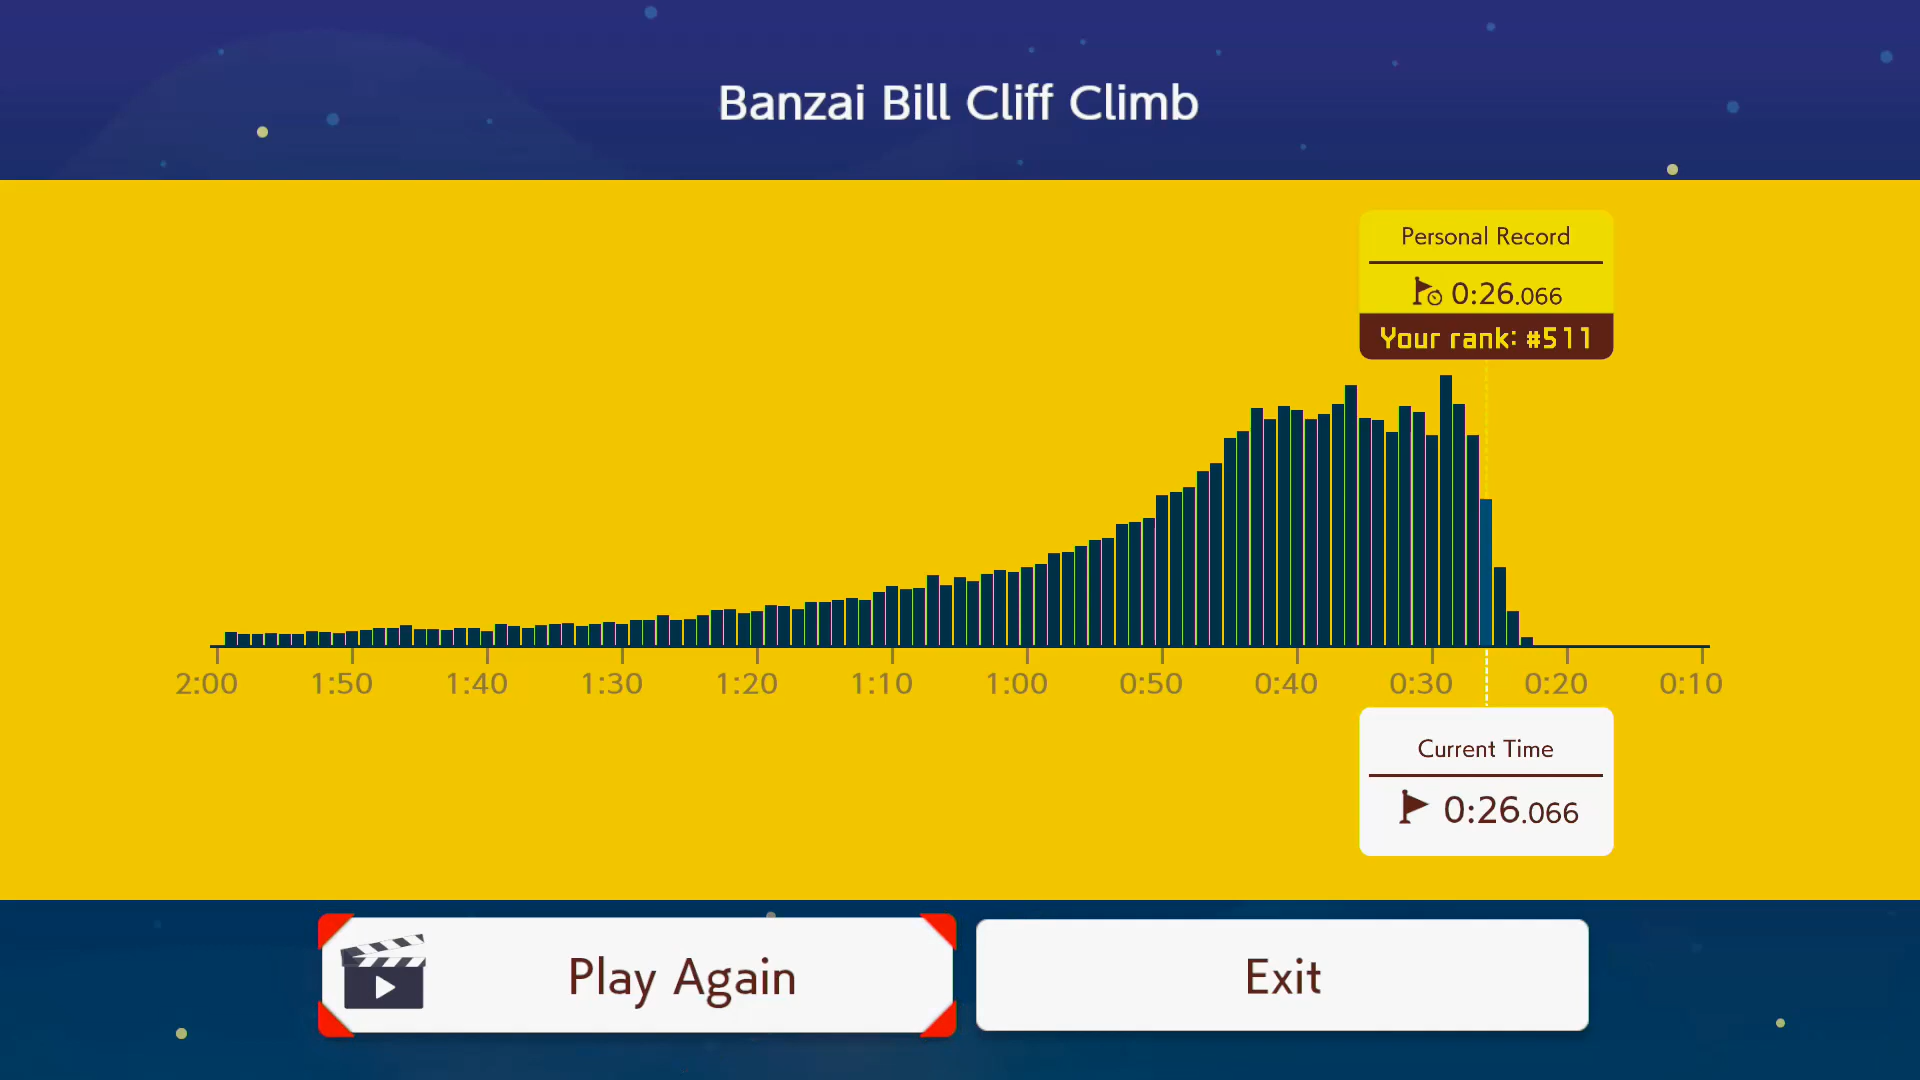 Banzai Bill Cliff Climb
Personal Record
0:26.066
Your rank: #511
2:00 1:50 1:40 1:30 1:20 1:10 1:00 0:50 0:40 0:30 0:20 0:10
Current Time
0:26.066
Play Again
Exit